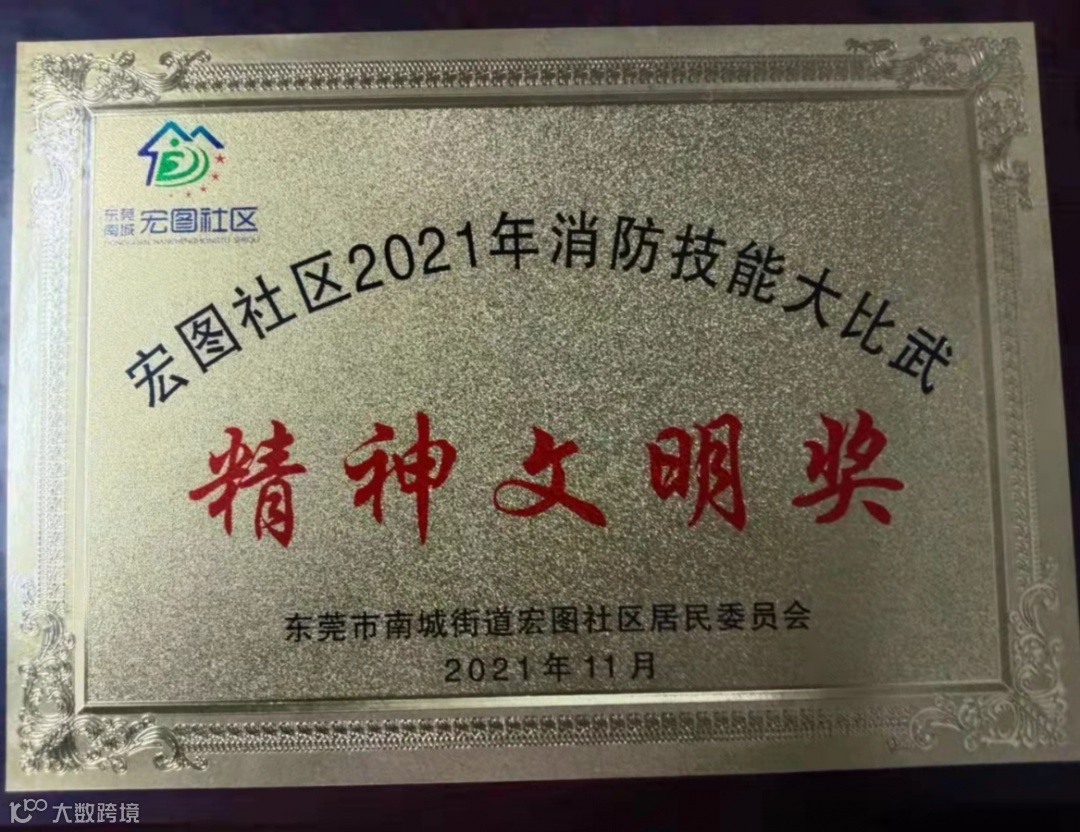 东莞
南城
宏图社区
宏图社区2021年消防技能大比武
精神文明奖
东莞市南城街道宏图社区居民委员会
2021年11月
大数跨境